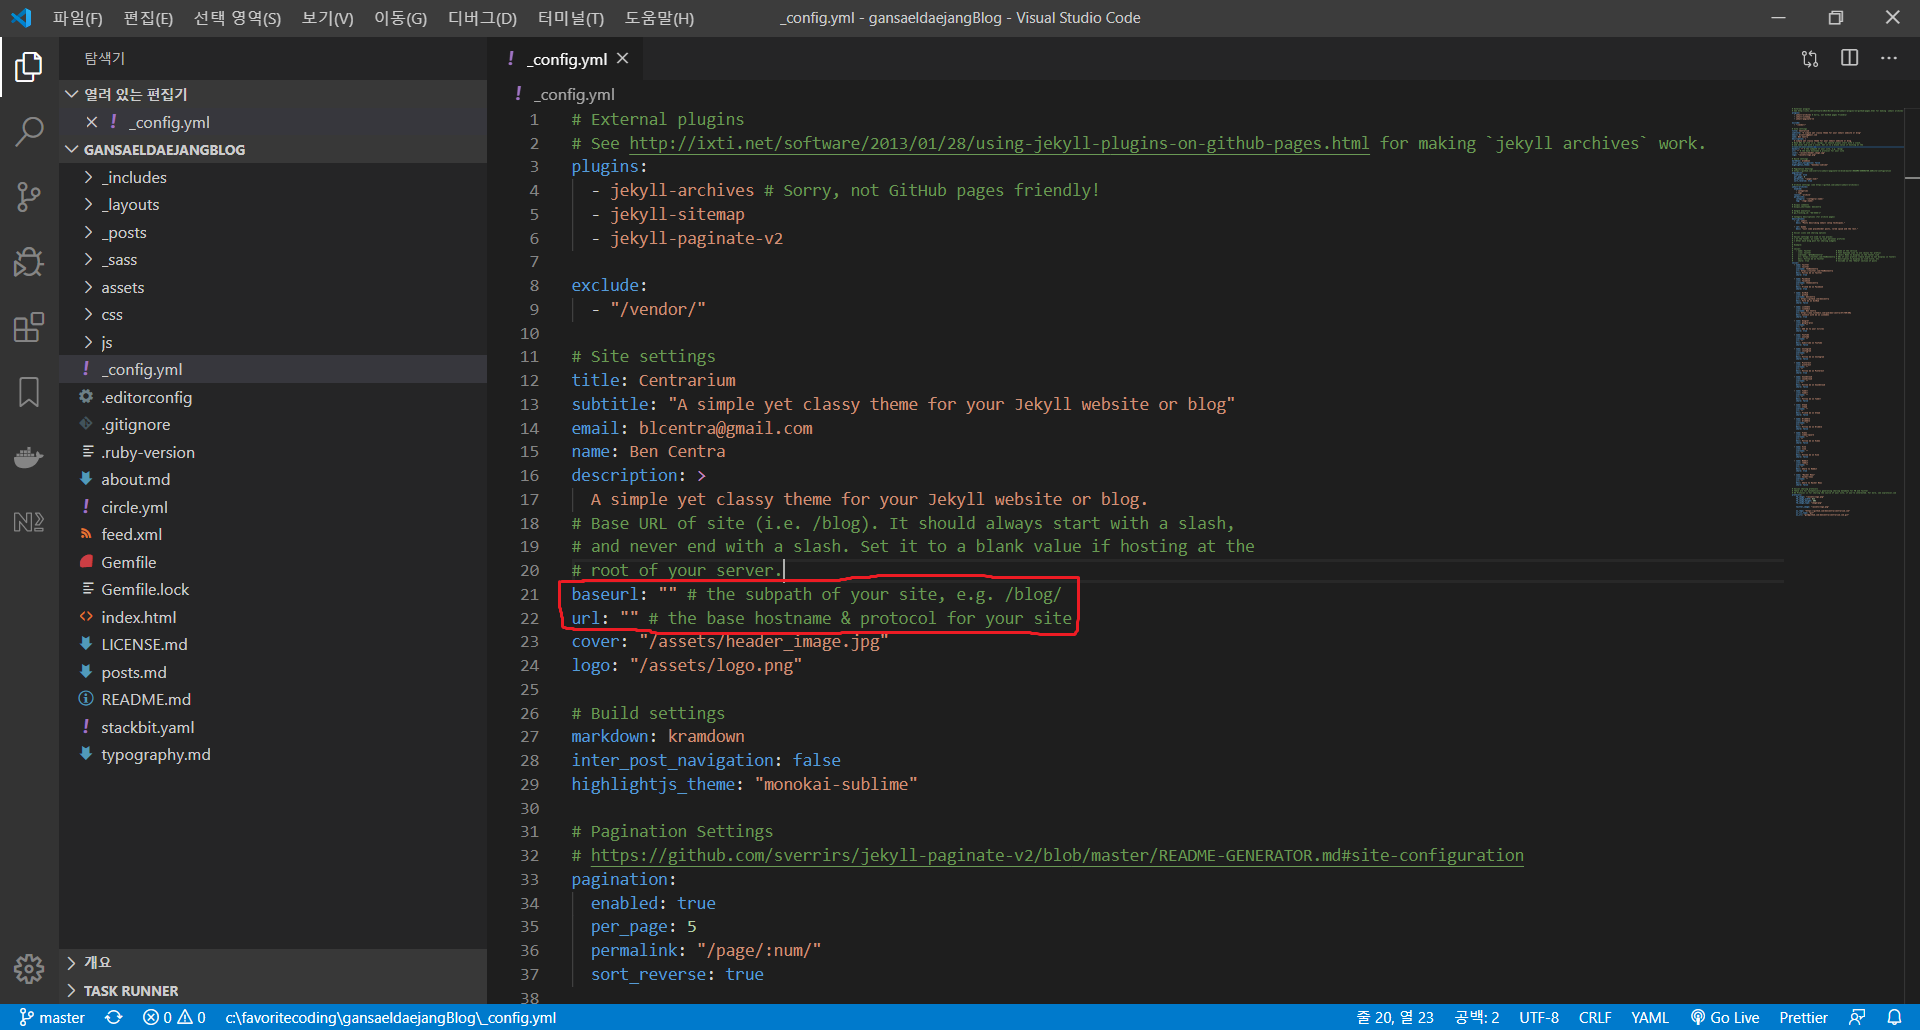 파일(F) 편집(E) 선택 영역(S) 보기(V) 이동(G) 디버그(D) 터미널(T) 도움말(H) _config.yml - gansaeldaejangBlog - Visual Studio Code
탐색기
열려 있는 편집기
! _config.yml
GANSAELDAEJANGBLOG
_includes
_layouts
_posts
_sass
assets
css
js
! _config.yml
.editorconfig
.gitignore
.ruby-version
about.md
! circle.yml
feed.xml
Gemfile
Gemfile.lock
index.html
LICENSE.md
posts.md
README.md
! stackbit.yaml
typography.md
개요
TASK RUNNER
! _config.yml
! _config.yml
1 # External plugins
2 # See http://ixti.net/software/2013/01/28/using-jekyll-plugins-on-github-pages.html for making `jekyll archives` work.
3 plugins:
4 - jekyll-archives # Sorry, not GitHub pages friendly!
5 - jekyll-sitemap
6 - jekyll-paginate-v2
7
8 exclude:
9 - "/vendor/"
10
11 # Site settings
12 title: Centrarium
13 subtitle: "A simple yet classy theme for your Jekyll website or blog"
14 email: blcentra@gmail.com
15 name: Ben Centra
16 description: >
17 A simple yet classy theme for your Jekyll website or blog.
18 # Base URL of site (i.e. /blog). It should always start with a slash,
19 # and never end with a slash. Set it to a blank value if hosting at the
20 # root of your server.
21 baseurl: "" # the subpath of your site, e.g. /blog/
22 url: "" # the base hostname & protocol for your site
23 cover: "/assets/header_image.jpg"
24 logo: "/assets/logo.png"
25
26 # Build settings
27 markdown: kramdown
28 inter_post_navigation: false
29 highlightjs_theme: "monokai-sublime"
30
31 # Pagination Settings
32 # https://github.com/sverrirs/jekyll-paginate-v2/blob/master/README-GENERATOR.md#site-configuration
33 pagination:
34 enabled: true
35 per_page: 5
36 permalink: "/page/:num/"
37 sort_reverse: true
38
master 0 0 c:\favoritecoding\gansaeldaejangBlog\_config.yml 줄 20, 열 23 공백: 2 UTF-8 CRLF YAML Go Live Prettier